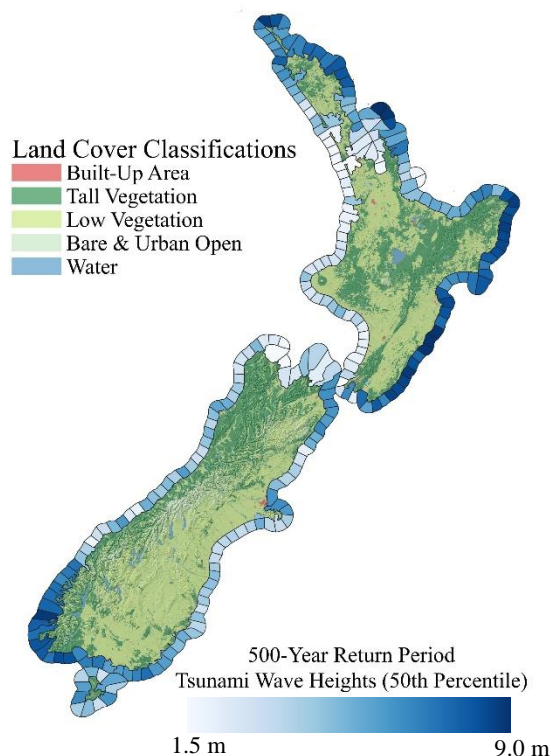 Land Cover Classifications
Built-Up Area
Tall Vegetation
Low Vegetation
Bare & Urban Open
Water
500-Year Return Period
Tsunami Wave Heights (50th Percentile)
1.5 m
9.0 m